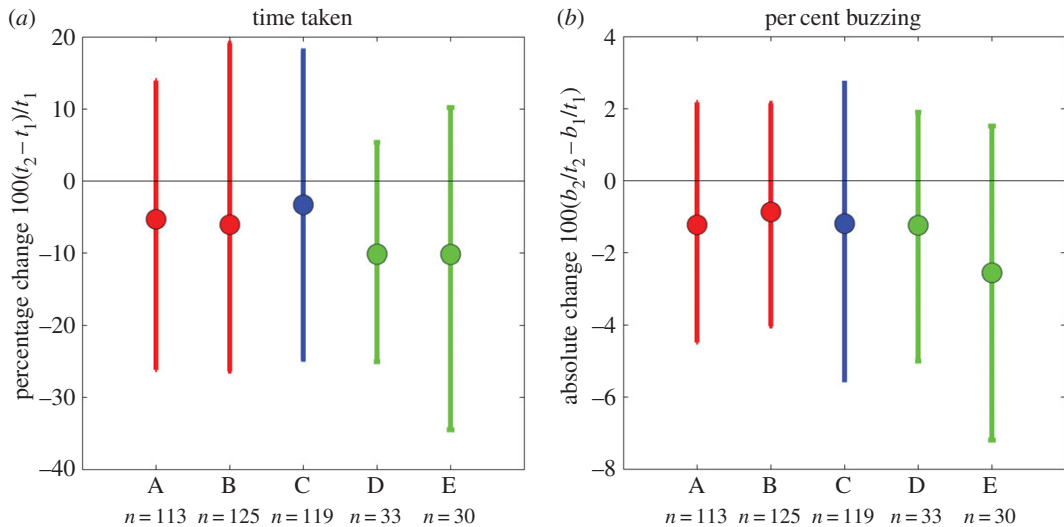 (a) time taken
percentage change 100(t₂ – t₁)/t₁
20
10
0
–10
–20
–30
–40
A B C D E
n = 113 n = 125 n = 119 n = 33 n = 30
(b) per cent buzzing
absolute change 100(b₂/t₂ – b₁/t₁)
4
2
0
–2
–4
–6
–8
A B C D E
n = 113 n = 125 n = 119 n = 33 n = 30